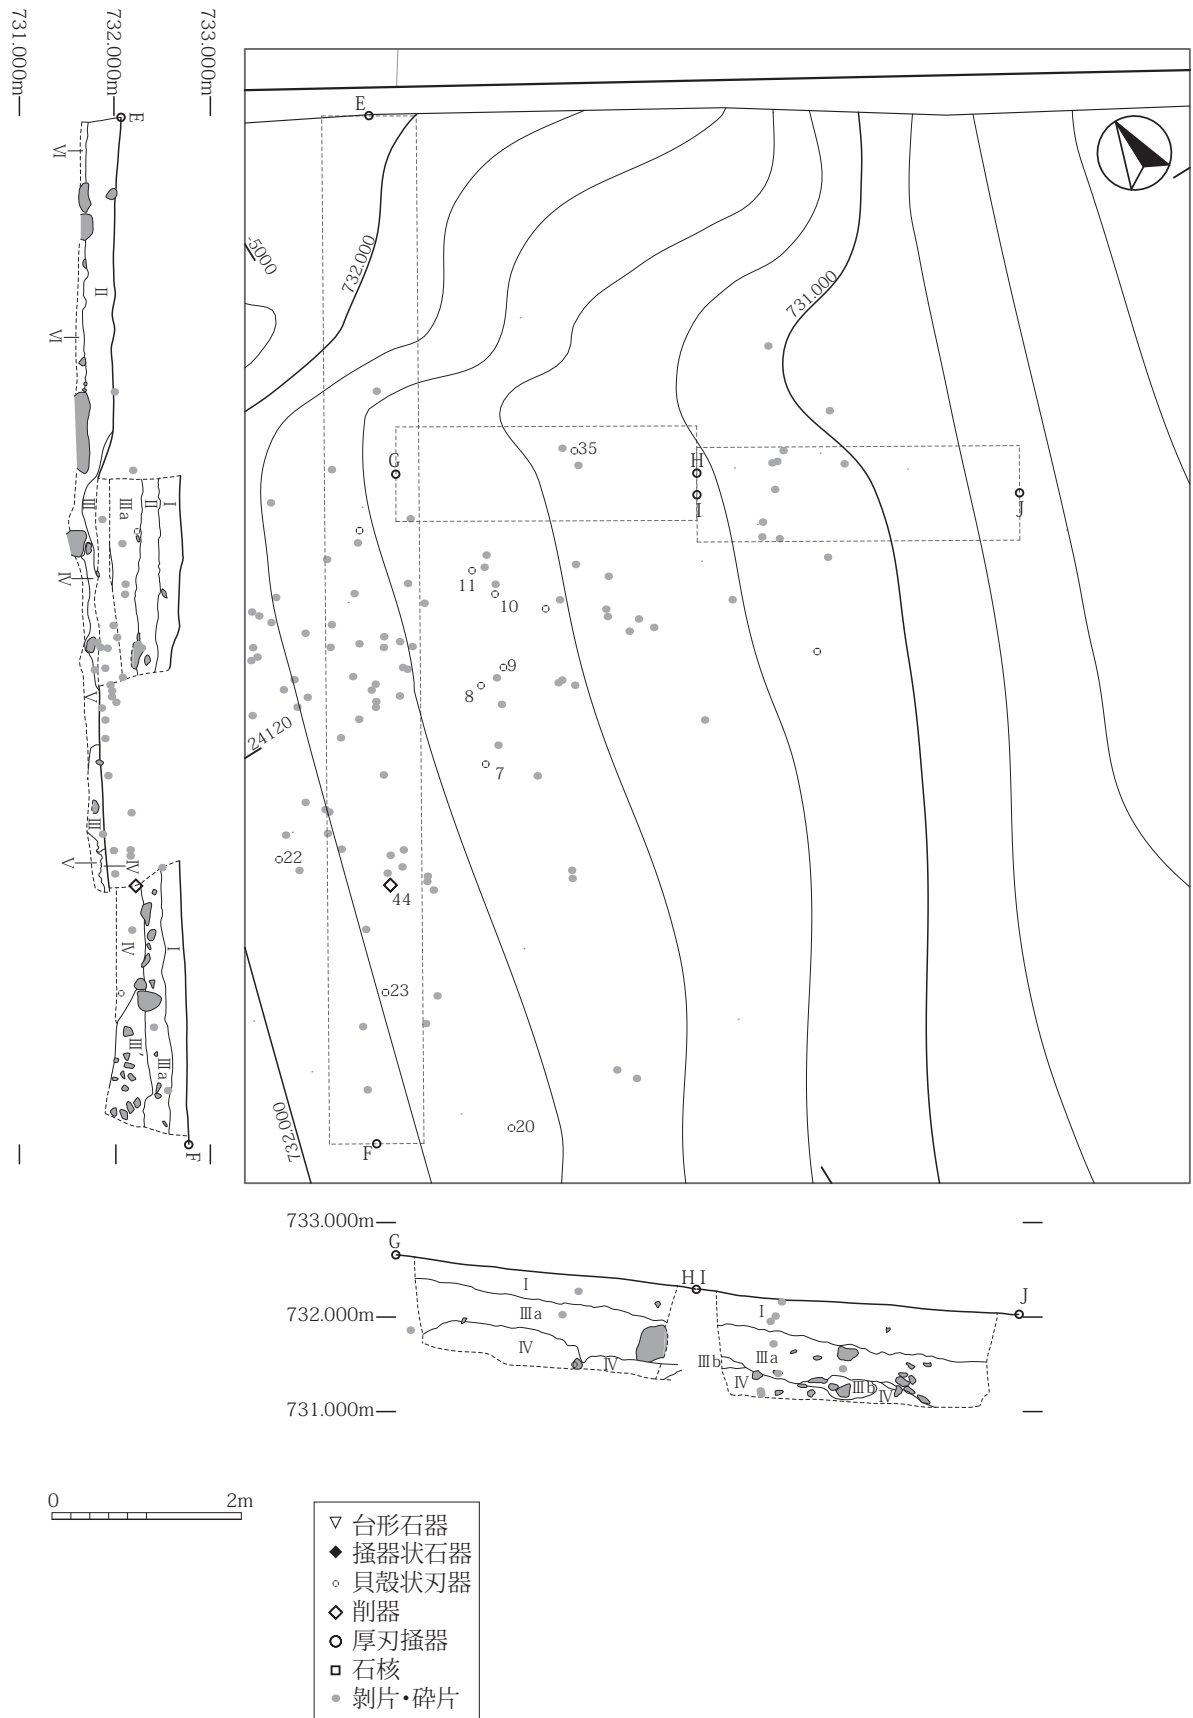 731.000m
732.000m
733.000m
E
Ⅵ
Ⅱ
Ⅵ
Ⅲ
Ⅲa
Ⅱ
Ⅰ
Ⅳ
Ⅴ
Ⅲ
Ⅴ
Ⅳ
Ⅳ
Ⅰ
Ⅲ'
Ⅲa
F
E
-5000
732.000
731.000
35
G
H
I
J
11
10
9
8
24120
7
22
44
23
732.000
F
20
733.000m
G
H I
J
Ⅰ
Ⅰ
732.000m
Ⅲa
Ⅳ
Ⅳ
Ⅲb
Ⅲa
Ⅳ
Ⅲb
Ⅳ
731.000m
0 2m
台形石器
掻器状石器
貝殻状刃器
削器
厚刃掻器
石核
剝片・砕片